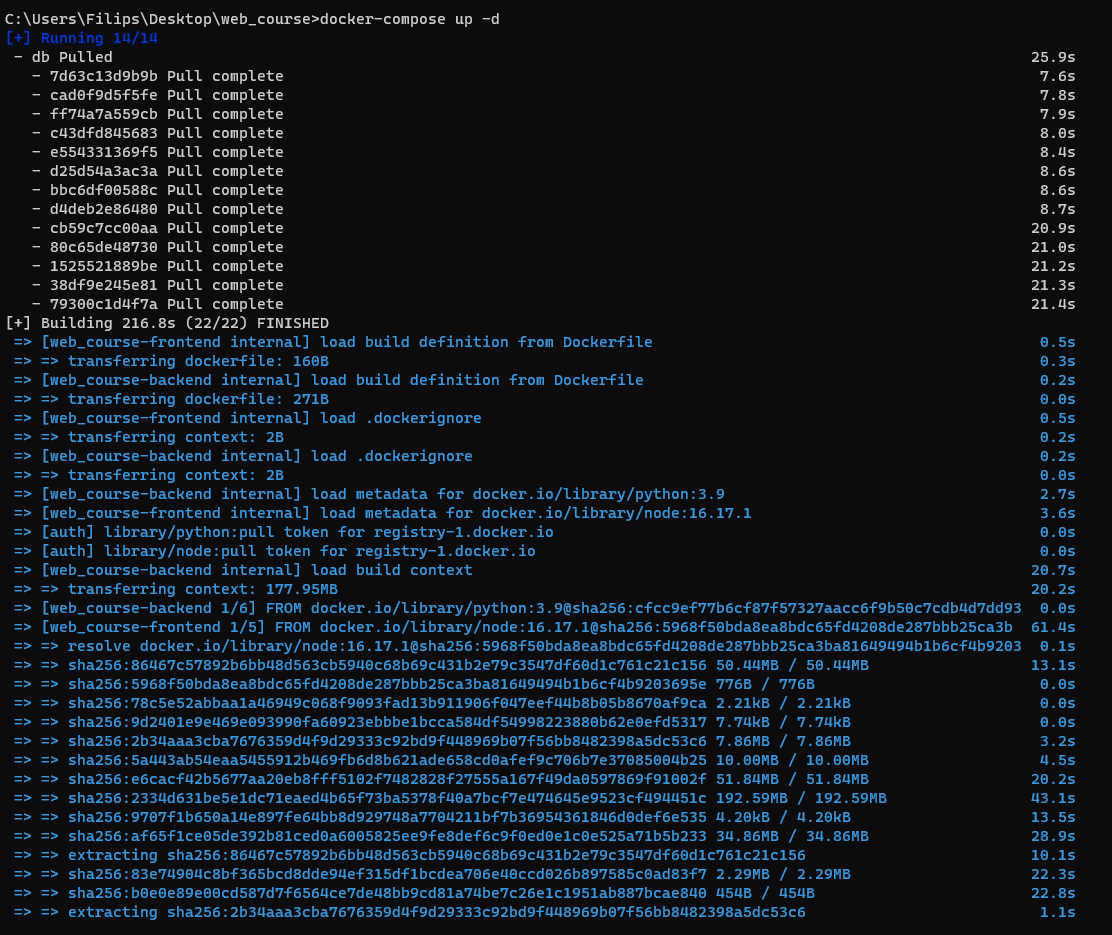 C:\Users\Filips\Desktop\web_course>docker-compose up -d
[+] Running 14/14
- db Pulled 25.9s
- 7d63c13d9b9b Pull complete 7.6s
- cad0f9d5f5fe Pull complete 7.8s
- ff74a7a559cb Pull complete 7.9s
- c43dfd845683 Pull complete 8.0s
- e554331369f5 Pull complete 8.4s
- d25d54a3ac3a Pull complete 8.6s
- bbc6df00588c Pull complete 8.6s
- d4deb2e86480 Pull complete 8.7s
- cb59c7cc00aa Pull complete 20.9s
- 80c65de48730 Pull complete 21.0s
- 1525521889be Pull complete 21.2s
- 38df9e245e81 Pull complete 21.3s
- 79300c1d4f7a Pull complete 21.4s
[+] Building 216.8s (22/22) FINISHED
=> [web_course-frontend internal] load build definition from Dockerfile 0.5s
=> => transferring dockerfile: 160B 0.3s
=> [web_course-backend internal] load build definition from Dockerfile 0.2s
=> => transferring dockerfile: 271B 0.0s
=> [web_course-frontend internal] load .dockerignore 0.5s
=> => transferring context: 2B 0.2s
=> [web_course-backend internal] load .dockerignore 0.2s
=> => transferring context: 2B 0.0s
=> [web_course-backend internal] load metadata for docker.io/library/python:3.9 2.7s
=> [web_course-frontend internal] load metadata for docker.io/library/node:16.17.1 3.6s
=> [auth] library/python:pull token for registry-1.docker.io 0.0s
=> [auth] library/node:pull token for registry-1.docker.io 0.0s
=> [web_course-backend internal] load build context 20.7s
=> => transferring context: 177.95MB 20.2s
=> [web_course-backend 1/6] FROM docker.io/library/python:3.9@sha256:cfcc9ef77b6cf87f57327aacc6f9b50c7cdb4d7dd93 0.0s
=> [web_course-frontend 1/5] FROM docker.io/library/node:16.17.1@sha256:5968f50bda8ea8bdc65fd4208de287bbb25ca3b 61.4s
=> => resolve docker.io/library/node:16.17.1@sha256:5968f50bda8ea8bdc65fd4208de287bbb25ca3ba81649494b1b6cf4b9203 0.1s
=> => sha256:86467c57892b6bb48d563cb5940c68b69c431b2e79c3547df60d1c761c21c156 50.44MB / 50.44MB 13.1s
=> => sha256:5968f50bda8ea8bdc65fd4208de287bbb25ca3ba81649494b1b6cf4b9203695e 776B / 776B 0.0s
=> => sha256:78c5e52abbaa1a46949c068f9093fad13b911906f047eef44b8b05b8670af9ca 2.21kB / 2.21kB 0.0s
=> => sha256:9d2401e9e469e093990fa60923ebbbe1bcca584df54998223880b62e0efd5317 7.74kB / 7.74kB 0.0s
=> => sha256:2b34aaa3cba7676359d4f9d29333c92bd9f448969b07f56bb8482398a5dc53c6 7.86MB / 7.86MB 3.2s
=> => sha256:5a443ab54eaa5455912b469fb6d8b621ade658cd0afef9c706b7e37085004b25 10.00MB / 10.00MB 4.5s
=> => sha256:e6cacf42b5677aa20eb8fff5102f7482828f27555a167f49da0597869f91002f 51.84MB / 51.84MB 20.2s
=> => sha256:2334d631be5e1dc71eaed4b65f73ba5378f40a7bcf7e474645e9523cf494451c 192.59MB / 192.59MB 43.1s
=> => sha256:9707f1b650a14e897fe64bb8d929748a7704211bf7b36954361846d0def6e535 4.20kB / 4.20kB 13.5s
=> => sha256:af65f1ce05de392b81ced0a6005825ee9fe8def6c9f0ed0e1c0e525a71b5b233 34.86MB / 34.86MB 28.9s
=> => extracting sha256:86467c57892b6bb48d563cb5940c68b69c431b2e79c3547df60d1c761c21c156 10.1s
=> => sha256:83e74904c8bf365bcd8dde94ef315df1bcdea706e40ccd026b897585c0ad83f7 2.29MB / 2.29MB 22.3s
=> => sha256:b0e0e89e00cd587d7f6564ce7de48bb9cd81a74be7c26e1c1951ab887bcae840 454B / 454B 22.8s
=> => extracting sha256:2b34aaa3cba7676359d4f9d29333c92bd9f448969b07f56bb8482398a5dc53c6 1.1s